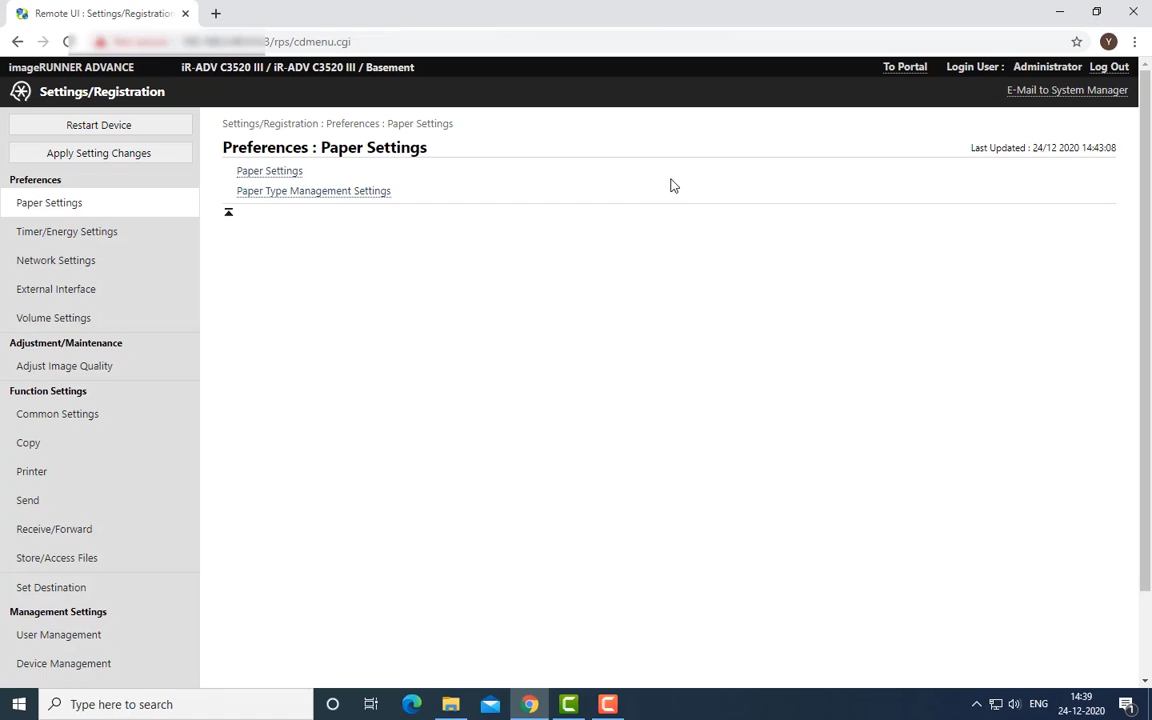 Remote UI : Settings/Registration
3/rps/cdmenu.cgi
Y
imageRUNNER ADVANCE iR-ADV C3520 III / iR-ADV C3520 III / Basement To Portal Login User : Administrator Log Out
Settings/Registration E-Mail to System Manager
Restart Device
Apply Setting Changes
Preferences
Paper Settings
Timer/Energy Settings
Network Settings
External Interface
Volume Settings
Adjustment/Maintenance
Adjust Image Quality
Function Settings
Common Settings
Copy
Printer
Send
Receive/Forward
Store/Access Files
Set Destination
Management Settings
User Management
Device Management
Settings/Registration : Preferences : Paper Settings
Preferences : Paper Settings Last Updated : 24/12 2020 14:43:08
Paper Settings
Paper Type Management Settings
Type here to search
ENG
14:39
24-12-2020
1